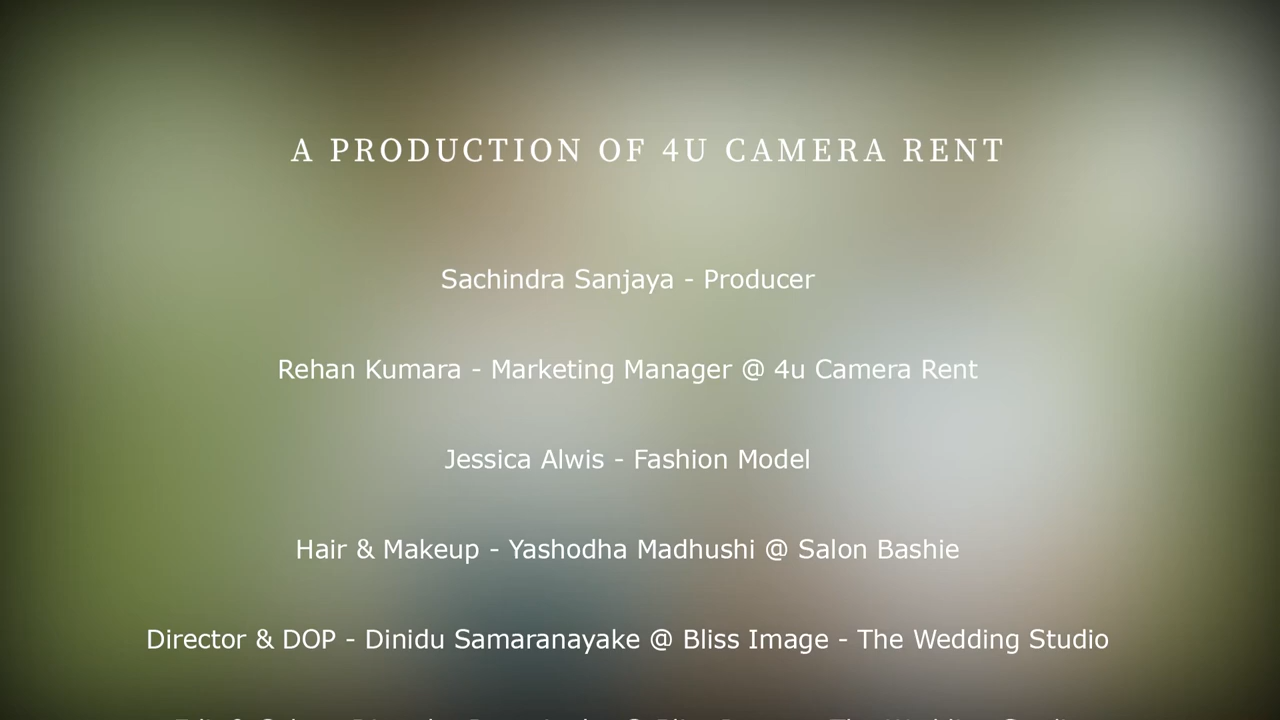 A PRODUCTION OF 4U CAMERA RENT
Sachindra Sanjaya - Producer
Rehan Kumara - Marketing Manager @ 4u Camera Rent
Jessica Alwis - Fashion Model
Hair & Makeup - Yashodha Madhushi @ Salon Bashie
Director & DOP - Dinidu Samaranayake @ Bliss Image - The Wedding Studio